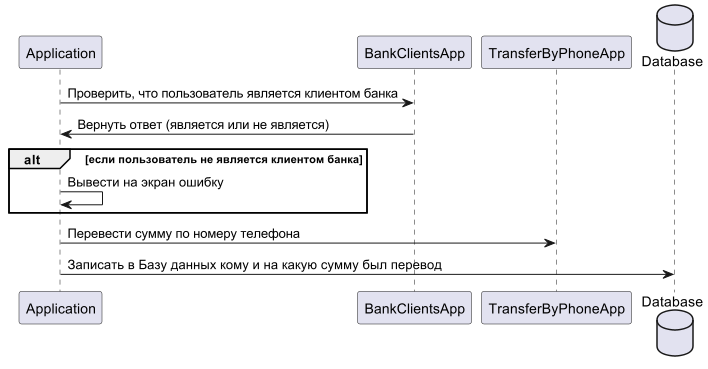 Database
Application
BankClientsApp
TransferByPhoneApp
Проверить, что пользователь является клиентом банка
Вернуть ответ (является или не является)
alt
[если пользователь не является клиентом банка]
Вывести на экран ошибку
Перевести сумму по номеру телефона
Записать в Базу данных кому и на какую сумму был перевод
Application
BankClientsApp
TransferByPhoneApp
Database